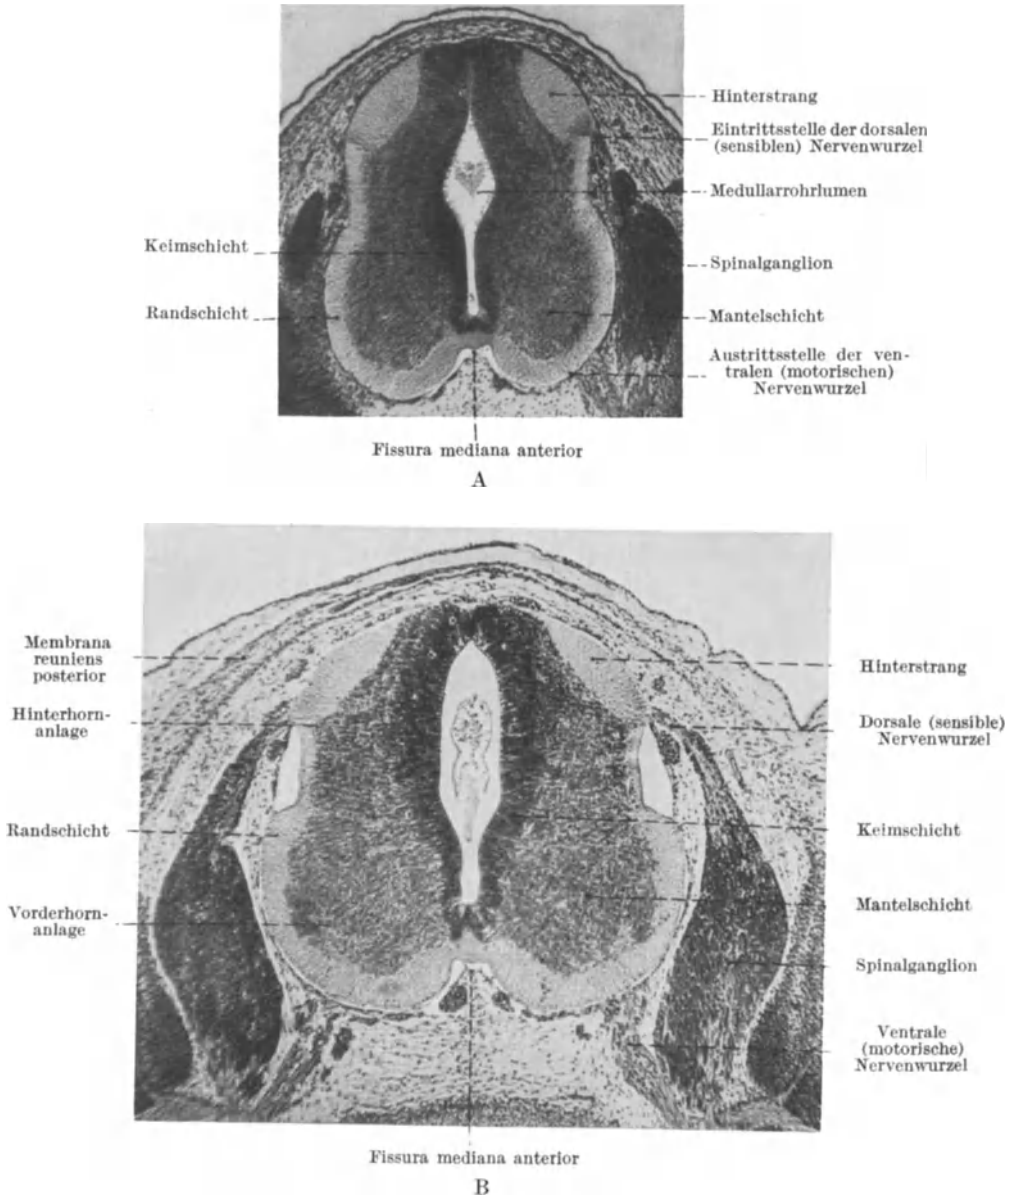 Hinterstrang
Eintrittsstelle der dorsalen
(sensiblen) Nervenwurzel
Medullarrohrlumen
Keimschicht
Spinalganglion
Randschicht
Mantelschicht
Austrittsstelle der ven-
tralen (motorischen)
Nervenwurzel
Fissura mediana anterior
A
Membrana
reuniens
posterior
Hinterstrang
Hinterhorn-
anlage
Dorsale (sensible)
Nervenwurzel
Randschicht
Keimschicht
Vorderhorn-
anlage
Mantelschicht
Spinalganglion
Ventrale
(motorische)
Nervenwurzel
Fissura mediana anterior
B